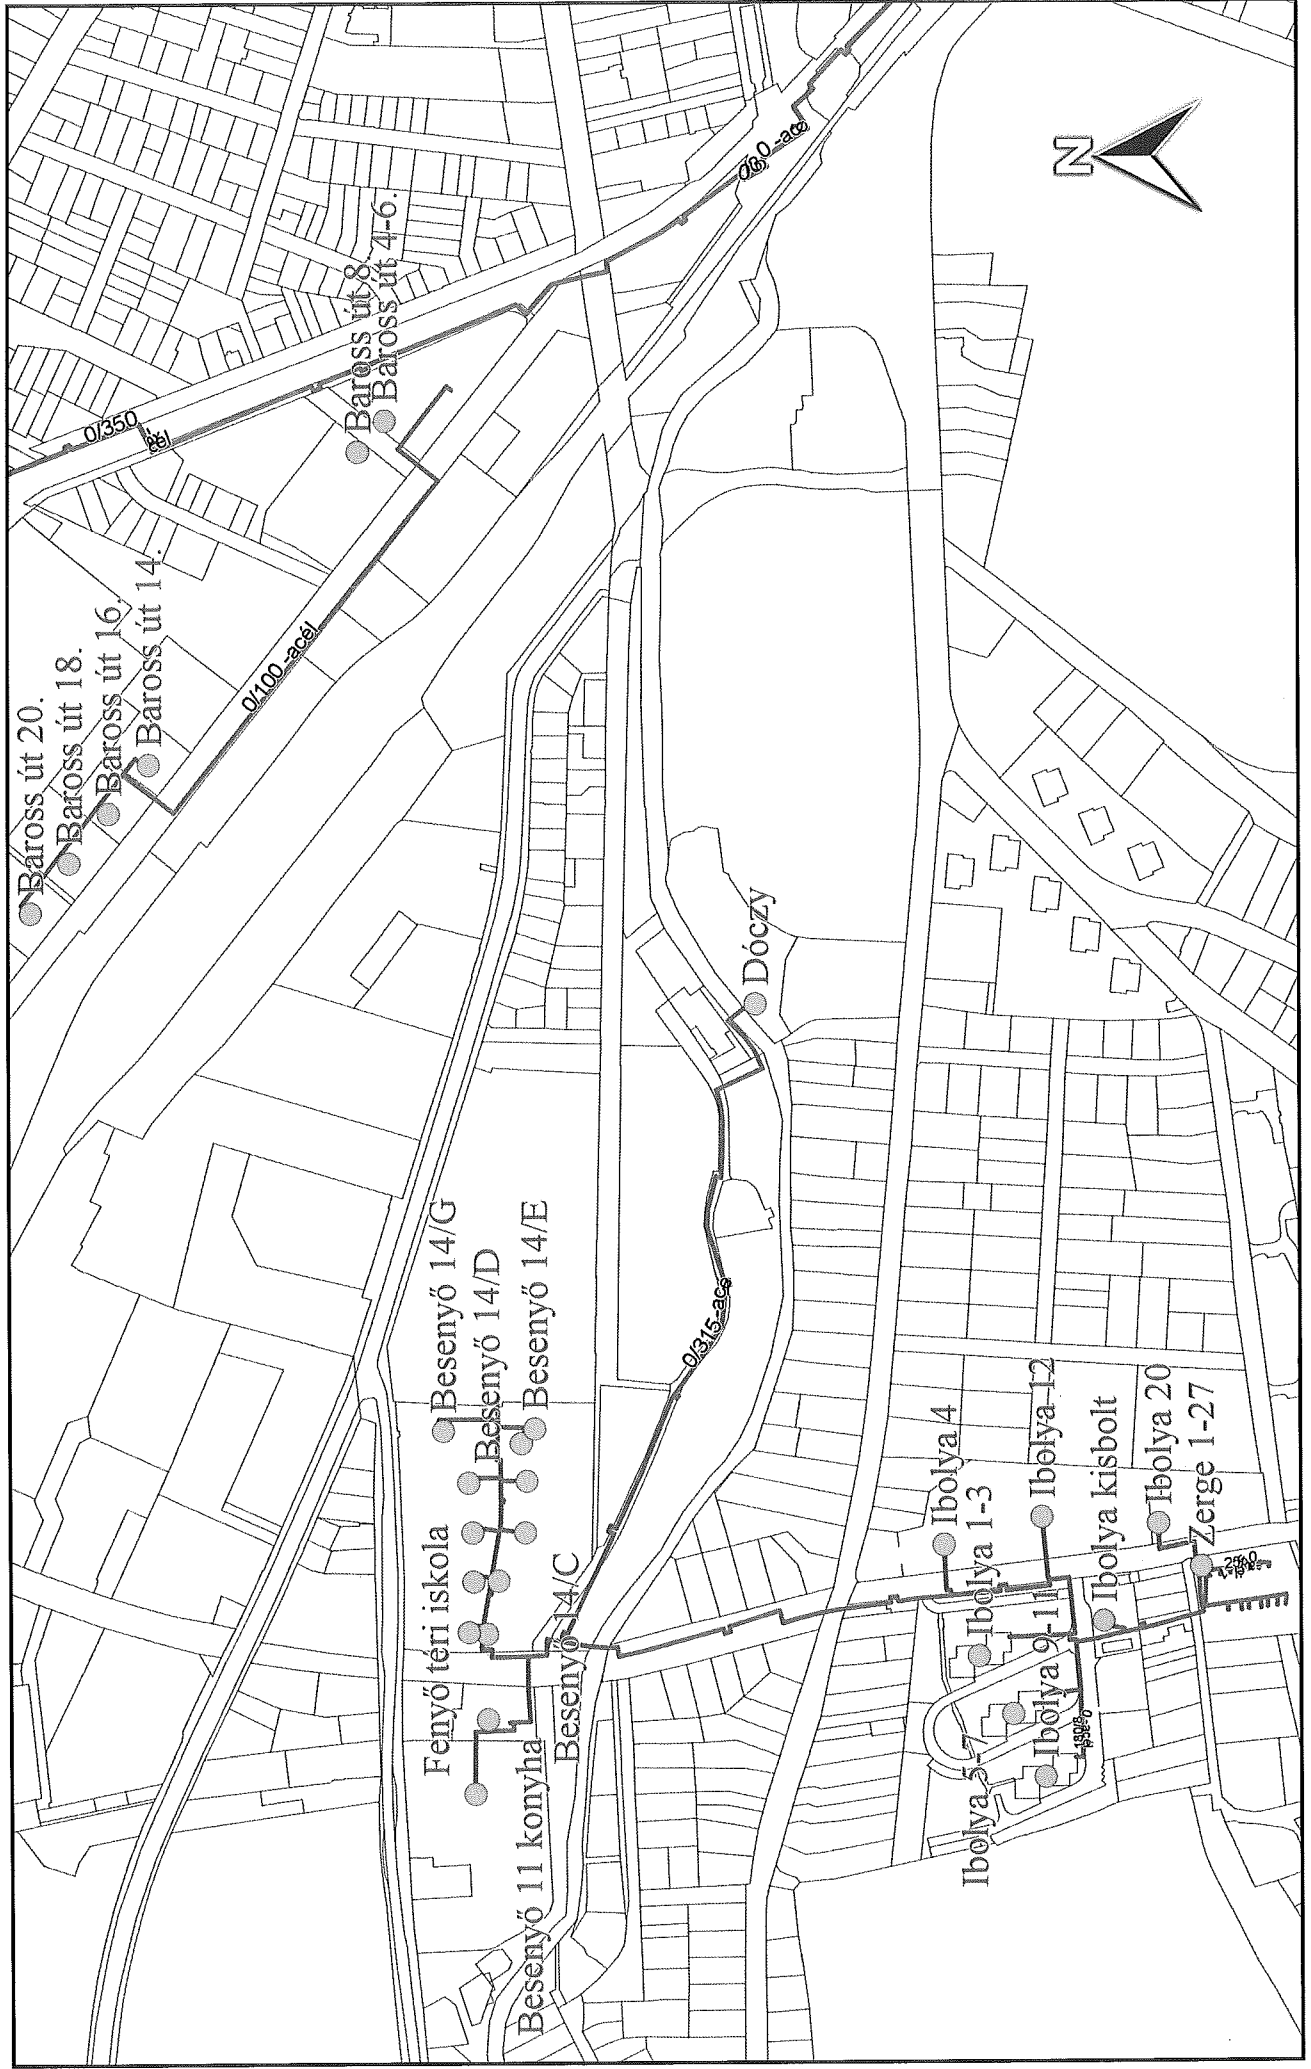 Baross út 20.
Baross út 18.
Baross út 16.
Baross út 14.
0/350
0/100 -acél
Baross út 8.
Baross út 4-6.
N
Dóczy
0/315-acé
Besenyő 14/G
Besenyő 14/D
Besenyő 14/E
Fenyő téri iskola
Besenyő 14/C
Besenyő 11 konyha
Ibolya 4
Ibolya 1-3
Ibolya 12
Ibolya 9-11
Ibolya 5-7
Ibolya kisbolt
Ibolya 20
Zerge 1-27